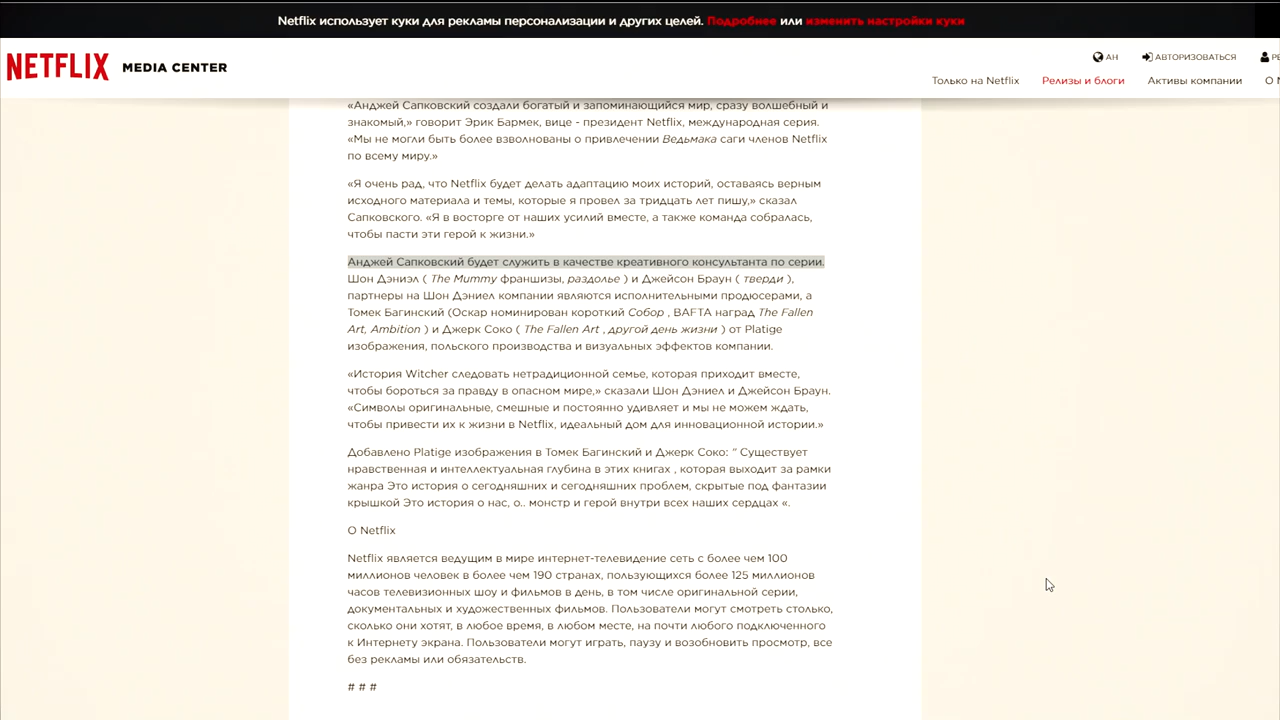 Netflix использует куки для рекламы персонализации и других целей. Подробнее или изменить настройки куки
NETFLIX MEDIA CENTER
АН АВТОРИЗОВАТЬСЯ РЕ
Только на Netflix Релизы и блоги Активы компании О N
«Анджей Сапковский создали богатый и запоминающийся мир, сразу волшебный и
знакомый,» говорит Эрик Бармек, вице - президент Netflix, международная серия.
«Мы не могли быть более взволнованы о привлечении Ведьмака саги членов Netflix
по всему миру.»
«Я очень рад, что Netflix будет делать адаптацию моих историй, оставаясь верным
исходного материала и темы, которые я провел за тридцать лет пишу,» сказал
Сапковского. «Я в восторге от наших усилий вместе, а также команда собралась,
чтобы пасти эти герой к жизни.»
Анджей Сапковский будет служить в качестве креативного консультанта по серии.
Шон Дэниэл ( The Mummy франшизы, раздолье ) и Джейсон Браун ( тверди ),
партнеры на Шон Дэниел компании являются исполнительными продюсерами, а
Томек Багинский (Оскар номинирован короткий Собор , BAFTA наград The Fallen
Art, Ambition ) и Джерк Соко ( The Fallen Art , другой день жизни ) от Platige
изображения, польского производства и визуальных эффектов компании.
«История Witcher следовать нетрадиционной семье, которая приходит вместе,
чтобы бороться за правду в опасном мире,» сказали Шон Дэниел и Джейсон Браун.
«Символы оригинальные, смешные и постоянно удивляет и мы не можем ждать,
чтобы привести их к жизни в Netflix, идеальный дом для инновационной истории.»
Добавлено Platige изображения в Томек Багинский и Джерк Соко: " Существует
нравственная и интеллектуальная глубина в этих книгах , которая выходит за рамки
жанра Это история о сегодняшних и сегодняшних проблем, скрытые под фантазии
крышкой Это история о нас, о.. монстр и герой внутри всех наших сердцах «.
О Netflix
Netflix является ведущим в мире интернет-телевидение сеть с более чем 100
миллионов человек в более чем 190 странах, пользующихся более 125 миллионов
часов телевизионных шоу и фильмов в день, в том числе оригинальной серии,
документальных и художественных фильмов. Пользователи могут смотреть столько,
сколько они хотят, в любое время, в любом месте, на почти любого подключенного
к Интернету экрана. Пользователи могут играть, паузу и возобновить просмотр, все
без рекламы или обязательств.
# # #